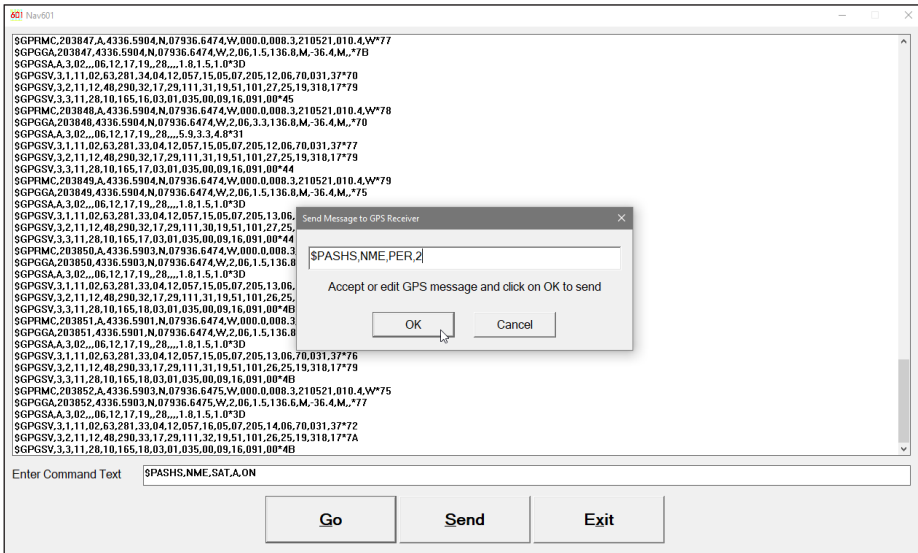 601 Nav601
$GPRMC,203847,A,4336.5904,N,07936.6474,W,000.0,008.3,210521,010.4,W*77
$GPGGA,203847,4336.5904,N,07936.6474,W,2,06,1.5,136.8,M,-36.4,M,,*7B
$GPGSA,A,3,02,,,06,12,17,19,,28,,,,1.8,1.5,1.0*3D
$GPGSV,3,1,11,02,63,281,34,04,12,057,15,05,07,205,12,06,70,031,37*70
$GPGSV,3,2,11,12,48,290,32,17,29,111,31,19,51,101,27,25,19,318,17*79
$GPGSV,3,3,11,28,10,165,16,03,01,035,00,09,16,091,00*45
$GPRMC,203848,A,4336.5904,N,07936.6474,W,000.0,008.3,210521,010.4,W*78
$GPGGA,203848,4336.5904,N,07936.6474,W,2,06,3.3,136.8,M,-36.4,M,,*70
$GPGSA,A,3,02,,,06,12,17,19,,28,,,,5.9,3.3,4.8*31
$GPGSV,3,1,11,02,63,281,33,04,12,057,15,05,07,205,12,06,70,031,37*77
$GPGSV,3,2,11,12,48,290,32,17,29,111,31,19,51,101,27,25,19,318,17*79
$GPGSV,3,3,11,28,10,165,17,03,01,035,00,09,16,091,00*44
$GPRMC,203849,A,4336.5904,N,07936.6474,W,000.0,008.3,210521,010.4,W*79
$GPGGA,203849,4336.5904,N,07936.6474,W,2,06,1.5,136.8,M,-36.4,M,,*75
$GPGSA,A,3,02,,,06,12,17,19,,28,,,,1.8,1.5,1.0*3D
$GPGSV,3,1,11,02,63,281,33,04,12,057,15,05,07,205,13,06,
$GPGSV,3,2,11,12,48,290,32,17,29,111,30,19,51,101,27,25,
$GPGSV,3,3,11,28,10,165,17,03,01,035,00,09,16,091,00*44
$GPRMC,203850,A,4336.5903,N,07936.6474,W,000.0,008.3
$GPGGA,203850,4336.5903,N,07936.6474,W,2,06,1.5,136.8
$GPGSA,A,3,02,,,06,12,17,19,,28,,,,1.8,1.5,1.0*3D
$GPGSV,3,1,11,02,63,281,33,04,12,057,15,05,07,205,13,06,
$GPGSV,3,2,11,12,48,290,32,17,29,111,31,19,51,101,26,25,
$GPGSV,3,3,11,28,10,165,18,03,01,035,00,09,16,091,00*4B
$GPRMC,203851,A,4336.5901,N,07936.6474,W,000.0,008.3
$GPGGA,203851,4336.5901,N,07936.6474,W,2,06,1.5,136.8
$GPGSA,A,3,02,,,06,12,17,19,,28,,,,1.8,1.5,1.0*3D
$GPGSV,3,1,11,02,63,281,33,04,12,057,15,05,07,205,13,06,70,031,37*76
$GPGSV,3,2,11,12,48,290,32,17,29,111,31,19,51,101,26,25,19,318,17*79
$GPGSV,3,3,11,28,10,165,18,03,01,035,00,09,16,091,00*4B
$GPRMC,203852,A,4336.5903,N,07936.6475,W,000.0,008.3,210521,010.4,W*75
$GPGGA,203852,4336.5903,N,07936.6475,W,2,06,1.5,136.6,M,-36.4,M,,*77
$GPGSA,A,3,02,,,06,12,17,19,,28,,,,1.8,1.5,1.0*3D
$GPGSV,3,1,11,02,63,281,33,04,12,057,16,05,07,205,14,06,70,031,37*72
$GPGSV,3,2,11,12,48,290,33,17,29,111,32,19,51,101,26,25,19,318,17*7A
$GPGSV,3,3,11,28,10,165,18,03,01,035,00,09,16,091,00*4B
Send Message to GPS Receiver
$PASHS,NME,PER,2
Accept or edit GPS message and click on OK to send
OK Cancel
Enter Command Text $PASHS,NME,SAT,A,ON
Go Send Exit